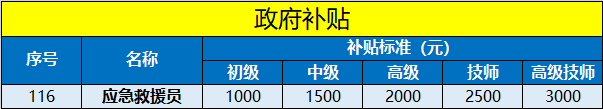 政府补贴
序号 名称 补贴标准（元）
初级 中级 高级 技师 高级技师
116 应急救援员 1000 1500 2000 2500 3000